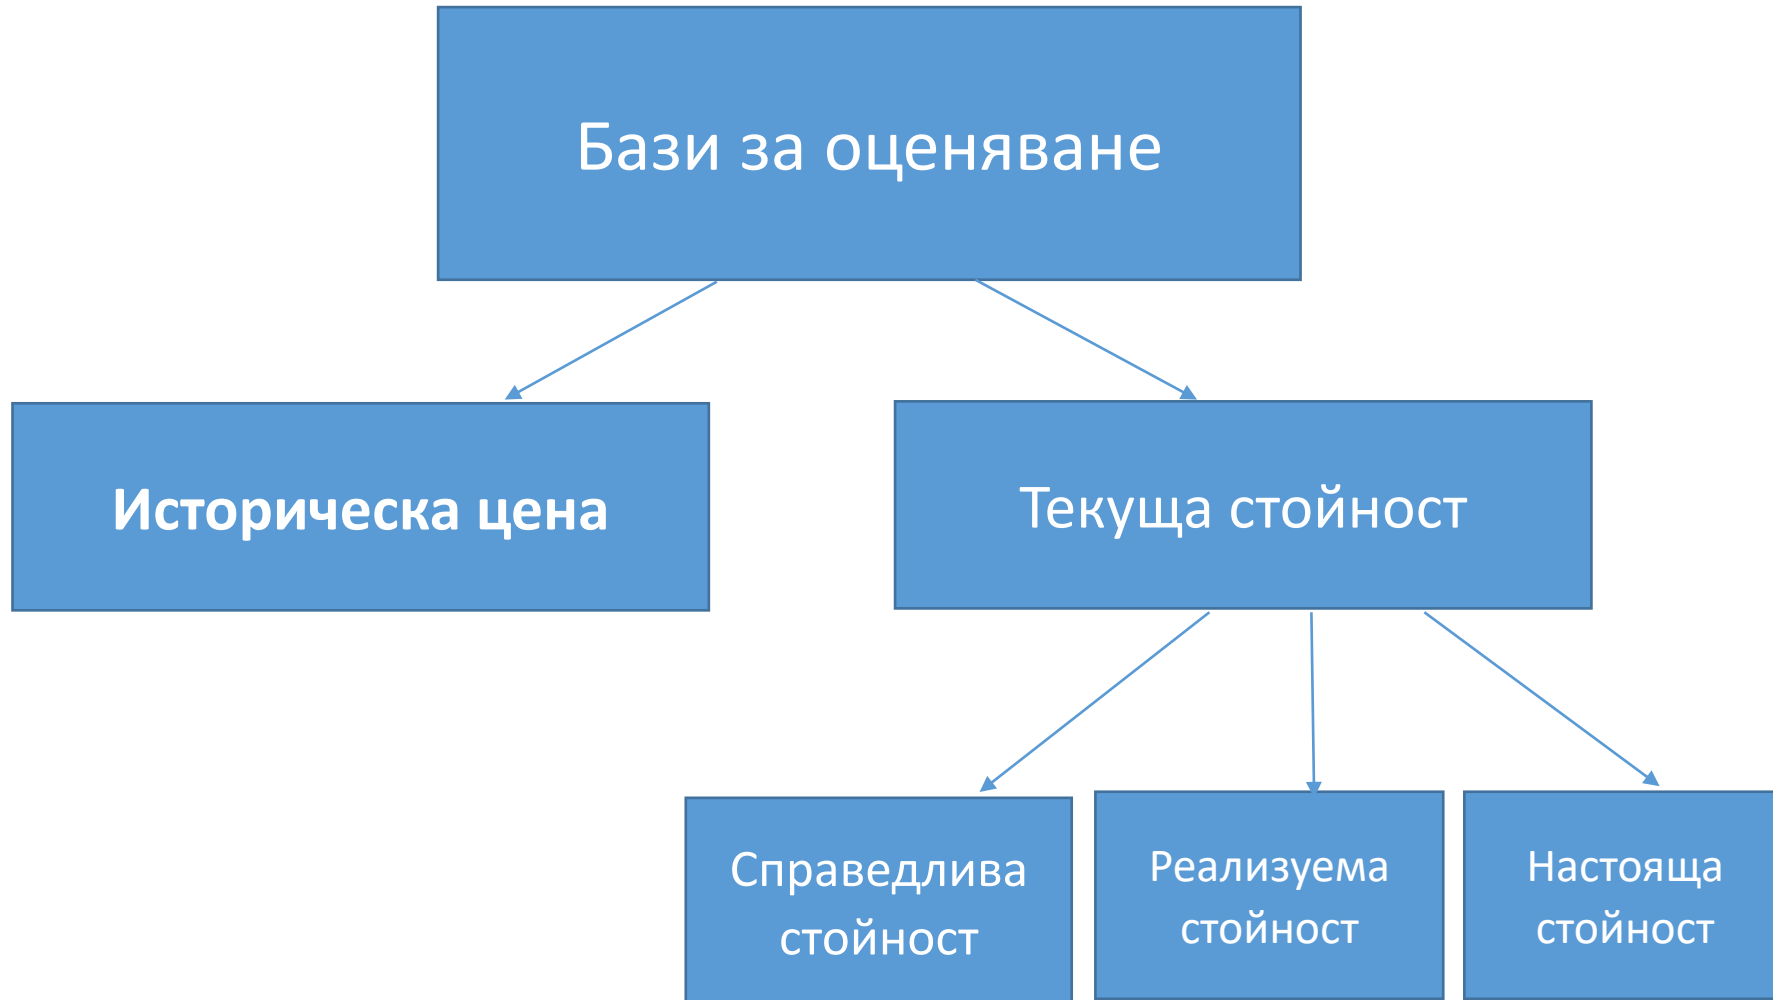 Бази за оценяване
Историческа цена
Текуща стойност
Справедлива
стойност
Реализуема
стойност
Настояща
стойност